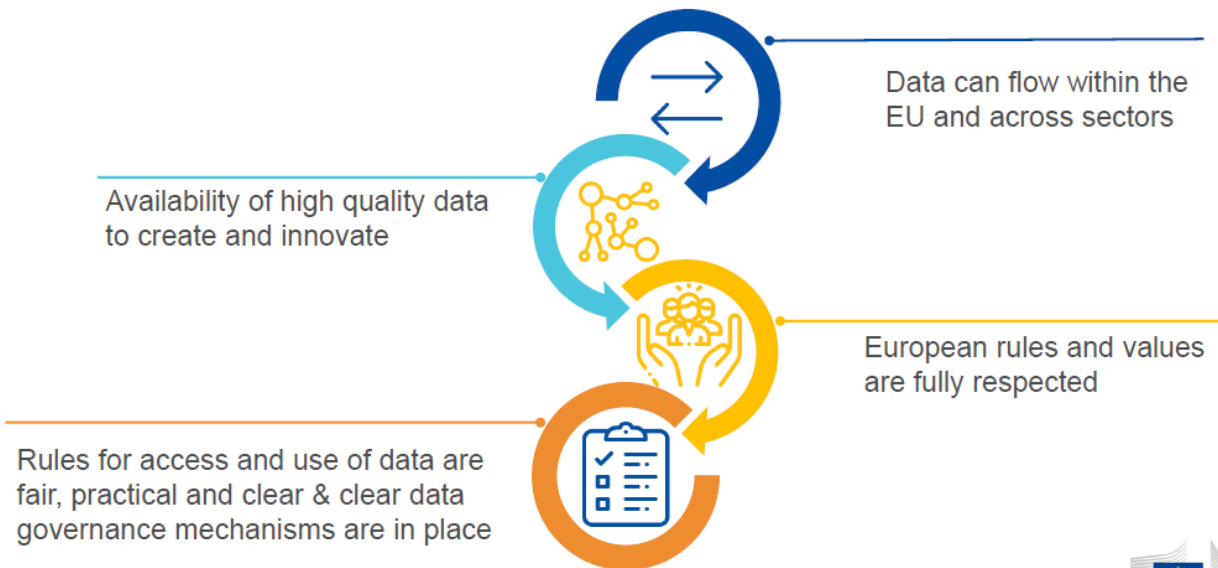 Data can flow within the
EU and across sectors
Availability of high quality data
to create and innovate
European rules and values
are fully respected
Rules for access and use of data are
fair, practical and clear & clear data
governance mechanisms are in place